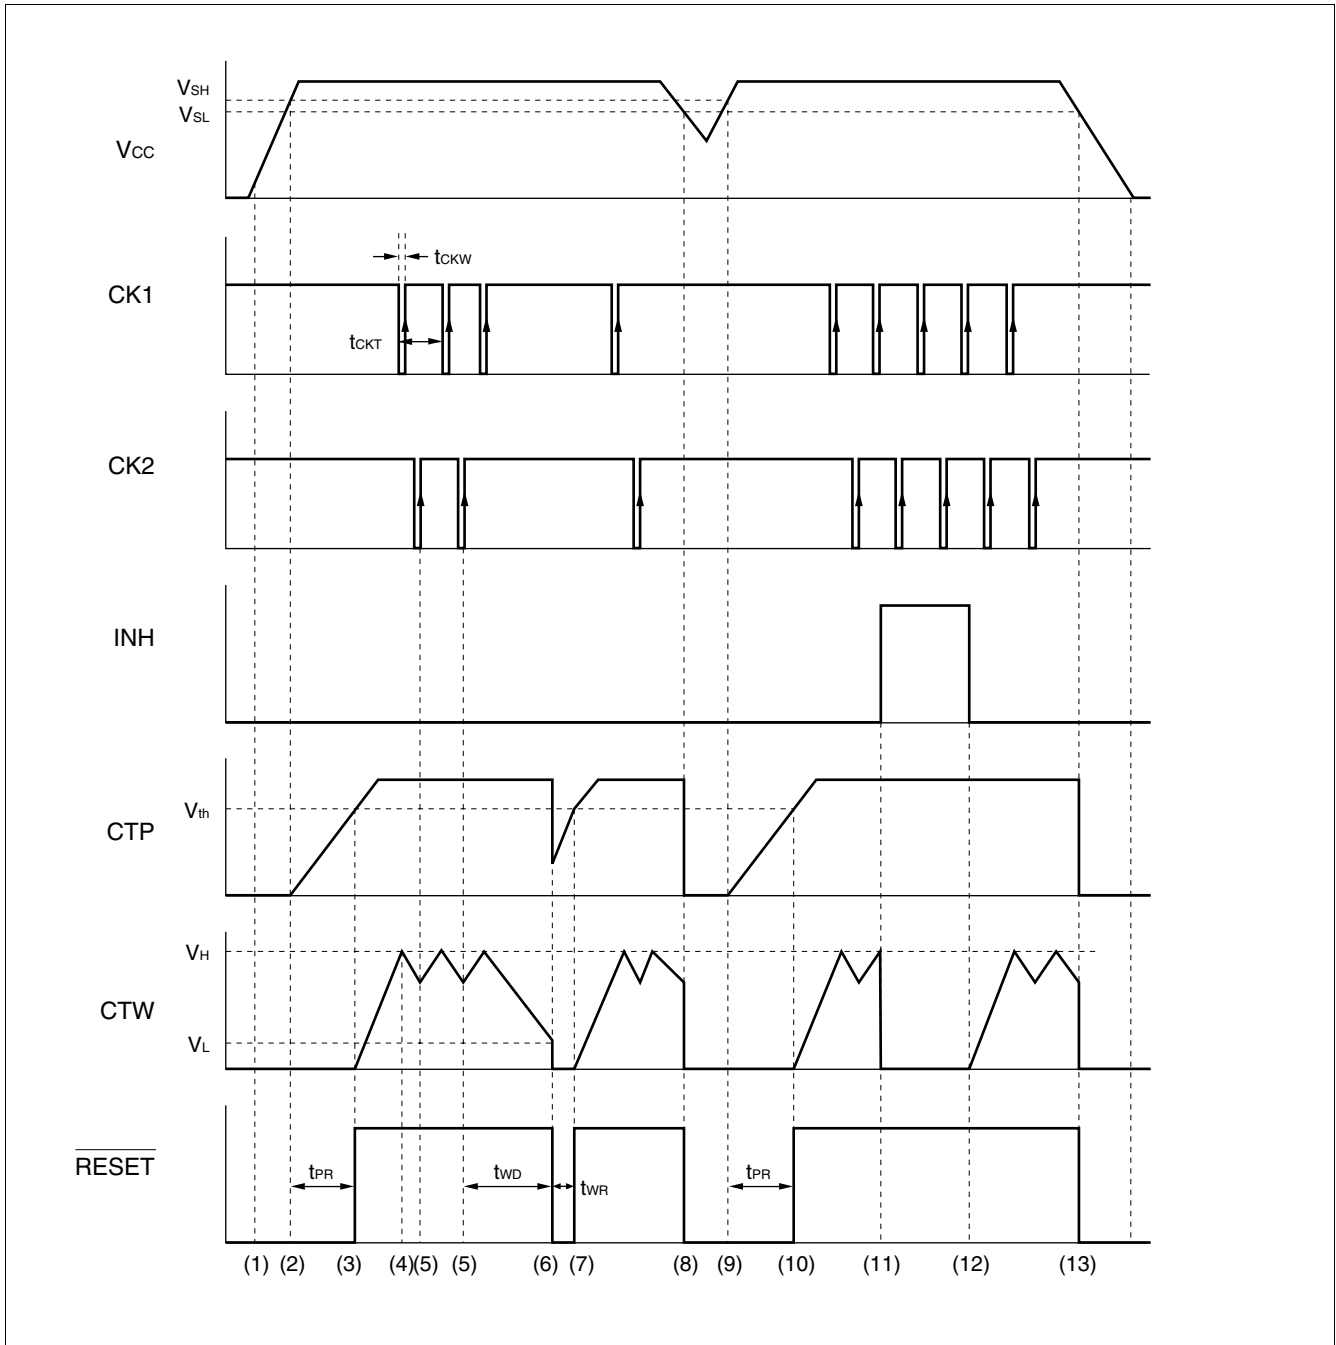 VSH
VSL
VCC
tCKW
CK1
tCKT
CK2
INH
Vth
CTP
VH
CTW
VL
RESET
tPR
tWD
tWR
tPR
(1) (2) (3) (4)(5) (5) (6) (7) (8) (9) (10) (11) (12) (13)